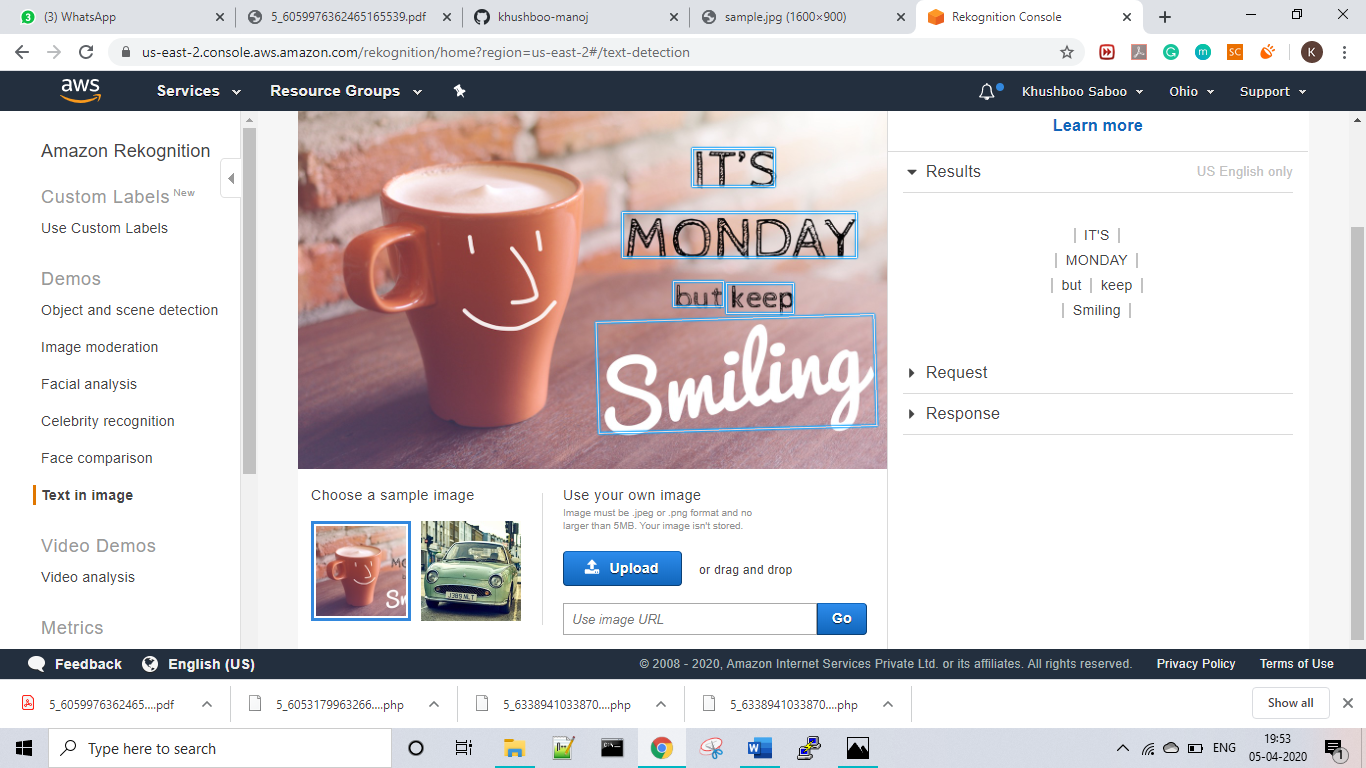 (3) WhatsApp
5_6059976362465165539.pdf
khushboo-manoj
sample.jpg (1600×900)
Rekognition Console
us-east-2.console.aws.amazon.com/rekognition/home?region=us-east-2#/text-detection
SC
m
K
aws
Services
Resource Groups
Khushboo Saboo
Ohio
Support
Amazon Rekognition
Custom Labels New
Use Custom Labels
Demos
Object and scene detection
Image moderation
Facial analysis
Celebrity recognition
Face comparison
Text in image
Video Demos
Video analysis
Metrics
IT'S
MONDAY
but keep
Smiling
Choose a sample image
J389 NLT
Use your own image
Image must be .jpeg or .png format and no
larger than 5MB. Your image isn't stored.
Upload
or drag and drop
Use image URL
Go
Learn more
Results
US English only
| IT'S |
| MONDAY |
| but | keep |
| Smiling |
Request
Response
Feedback
English (US)
© 2008 - 2020, Amazon Internet Services Private Ltd. or its affiliates. All rights reserved.
Privacy Policy
Terms of Use
5_6059976362465....pdf
5_6053179963266....php
5_6338941033870....php
5_6338941033870....php
Show all
Type here to search
ENG
19:53
05-04-2020
1